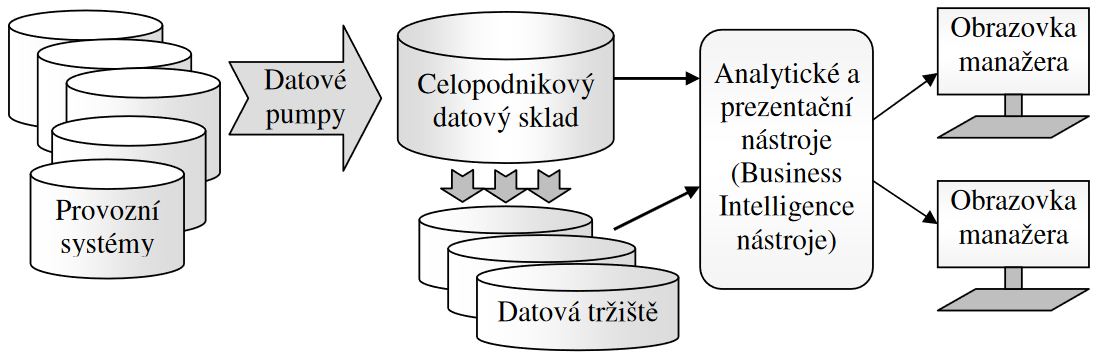 Provozní
systémy
Datové
pumpy
Celopodnikový
datový sklad
Datová tržiště
Analytické a
prezentační
nástroje
(Business
Intelligence
nástroje)
Obrazovka
manažera
Obrazovka
manažera